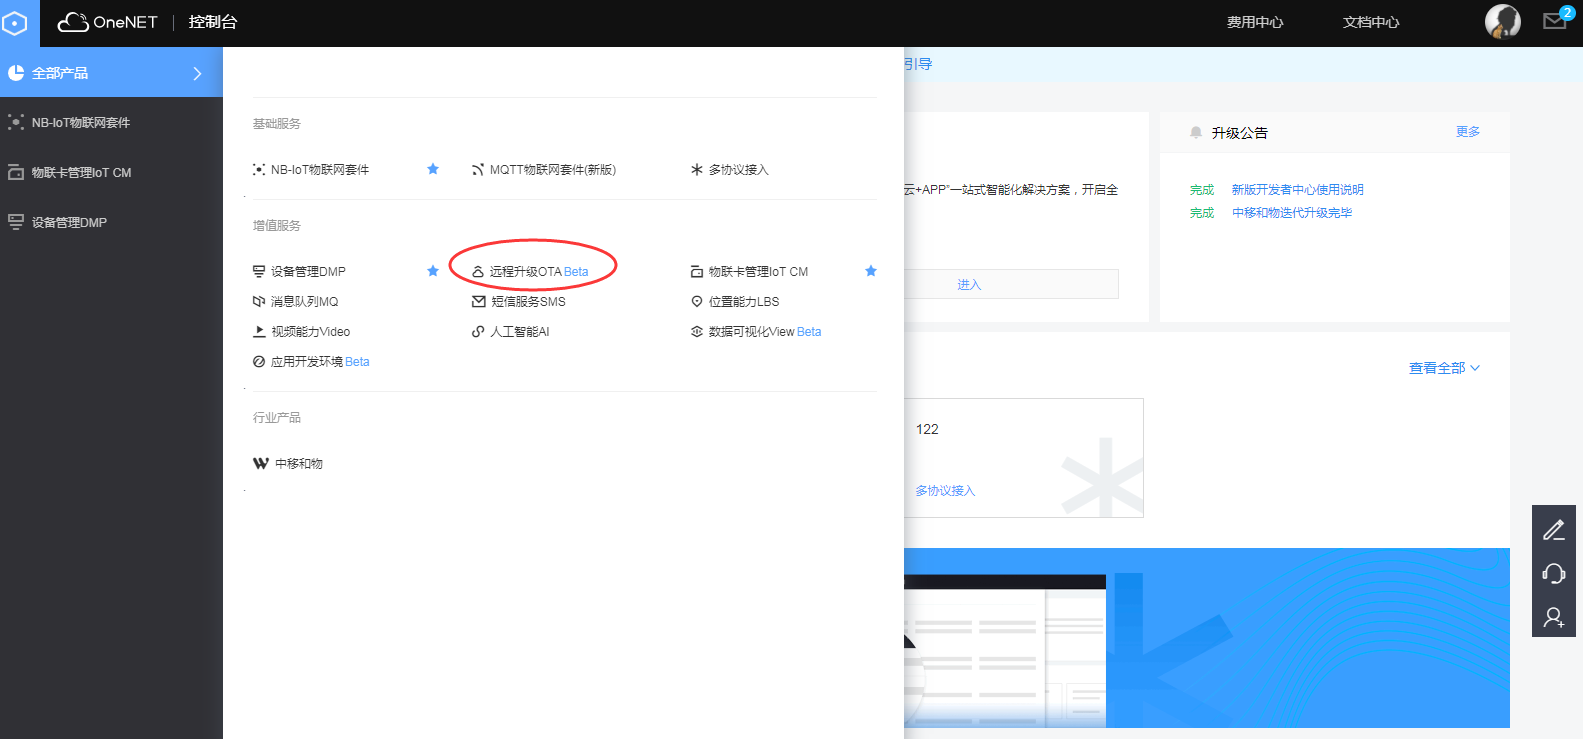 OneNET 控制台 费用中心 文档中心 2
全部产品
NB-IoT物联网套件
物联卡管理IoT CM
设备管理DMP
基础服务
NB-IoT物联网套件 MQTT物联网套件(新版) 多协议接入
增值服务
设备管理DMP 远程升级OTA Beta 物联卡管理IoT CM
消息队列MQ 短信服务SMS 位置能力LBS
视频能力Video 人工智能AI 数据可视化View Beta
应用开发环境 Beta
行业产品
中移和物
引导
云+APP"一站式智能化解决方案，开启全
进入
升级公告 更多
完成 新版开发者中心使用说明
完成 中移和物迭代升级完毕
查看全部
122
多协议接入